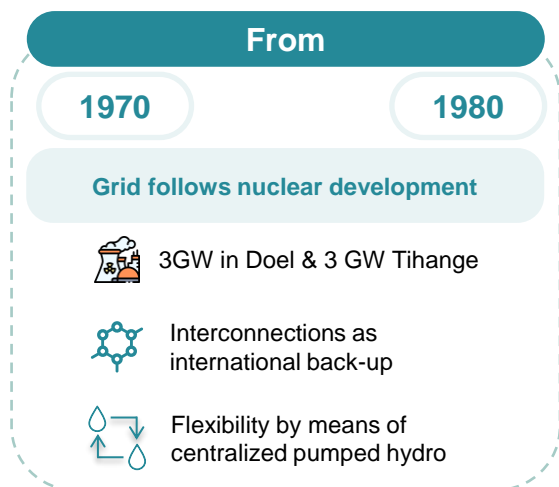 From
1970
1980
Grid follows nuclear development
3GW in Doel & 3 GW Tihange
Interconnections as
international back-up
Flexibility by means of
centralized pumped hydro